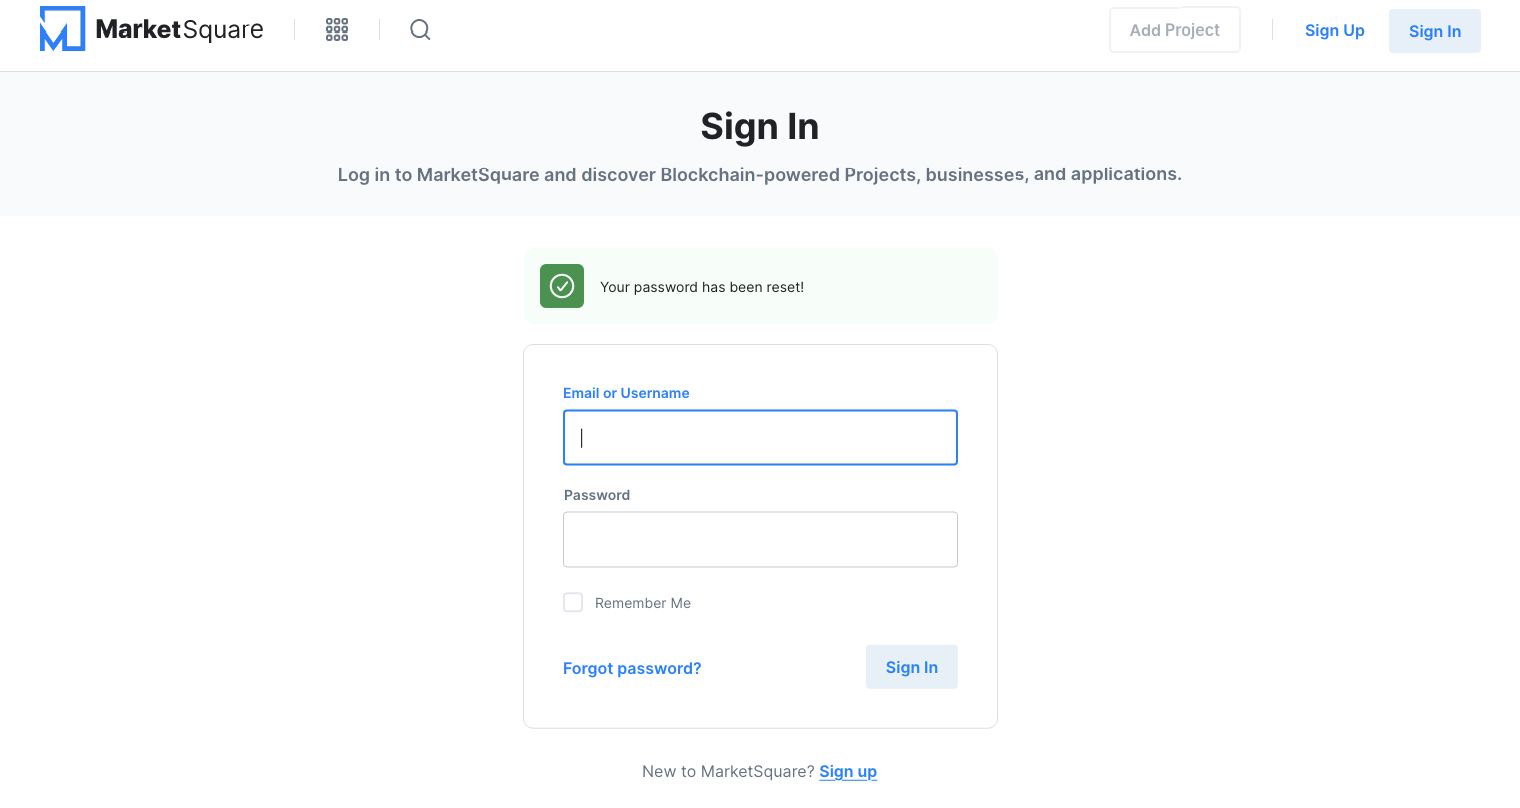 MarketSquare
Add Project
Sign Up
Sign In
Sign In
Log in to MarketSquare and discover Blockchain-powered Projects, businesses, and applications.
Your password has been reset!
Email or Username
Password
Remember Me
Forgot password?
Sign In
New to MarketSquare? Sign up